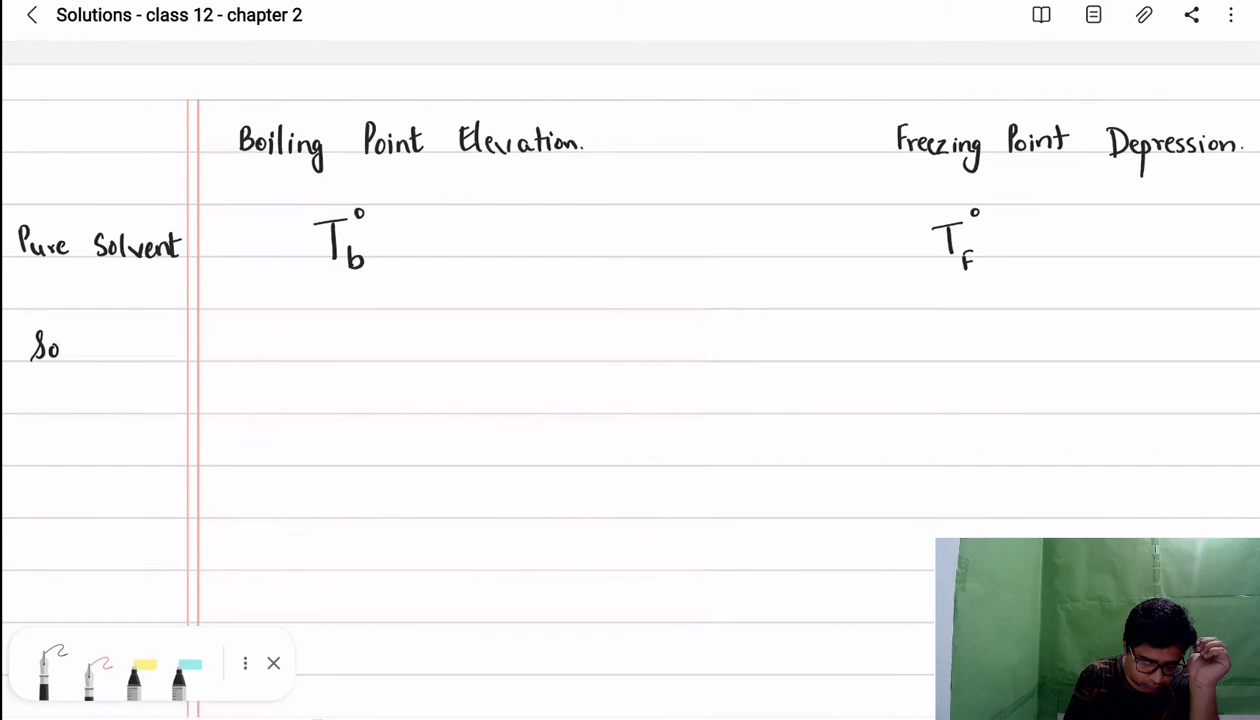 Solutions - class 12 - chapter 2
Boiling Point Elevation. Freezing Point Depression.
Pure Solvent T°b T°F
So